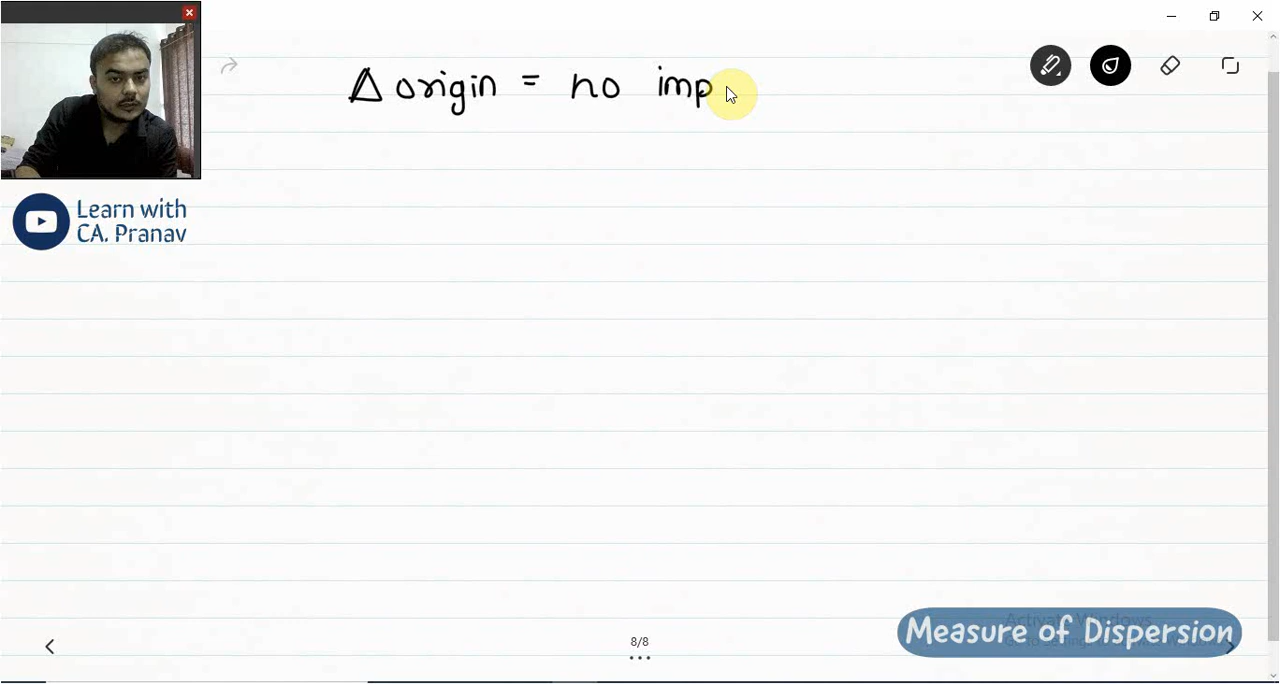 Δ origin = no imp
Learn with
CA. Pranav
8/8
Measure of Dispersion